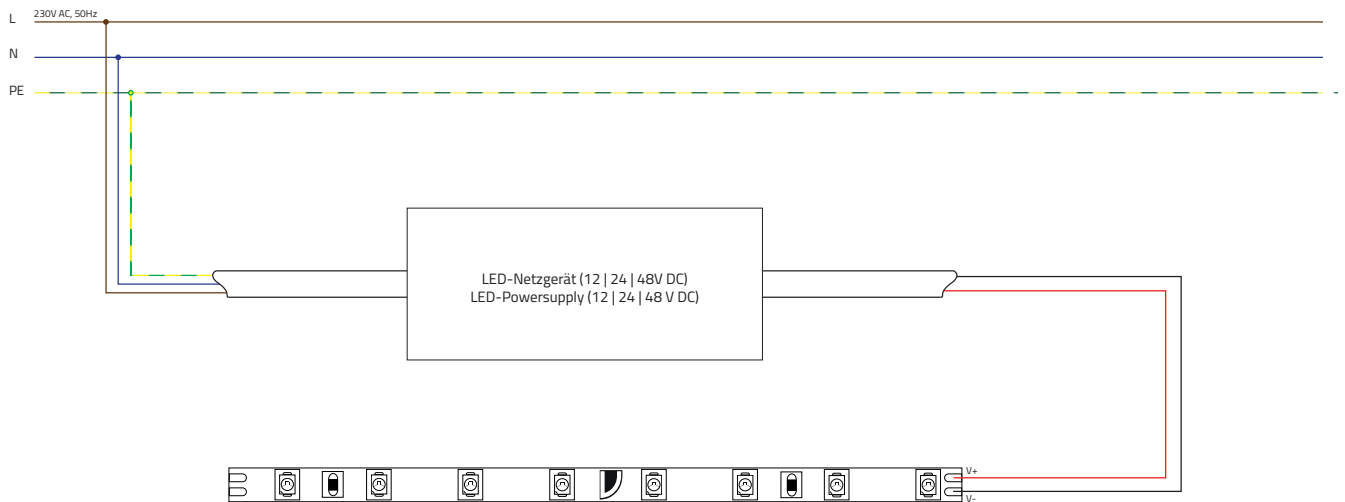 L
230V AC, 50Hz
N
PE
LED-Netzgerät (12 | 24 | 48V DC)
LED-Powersupply (12 | 24 | 48 V DC)
V+
V-